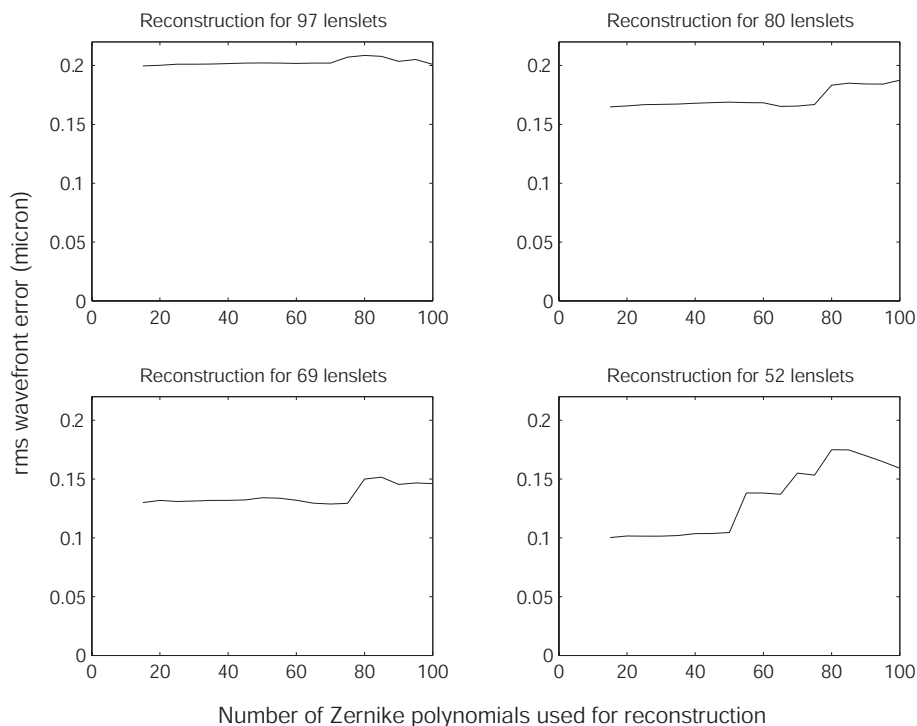 Reconstruction for 97 lenslets
0.2
0.15
0.1
0.05
0
0 20 40 60 80 100
Reconstruction for 80 lenslets
0.2
0.15
0.1
0.05
0
0 20 40 60 80 100
rms wavefront error (micron)
Reconstruction for 69 lenslets
0.2
0.15
0.1
0.05
0
0 20 40 60 80 100
Reconstruction for 52 lenslets
0.2
0.15
0.1
0.05
0
0 20 40 60 80 100
Number of Zernike polynomials used for reconstruction